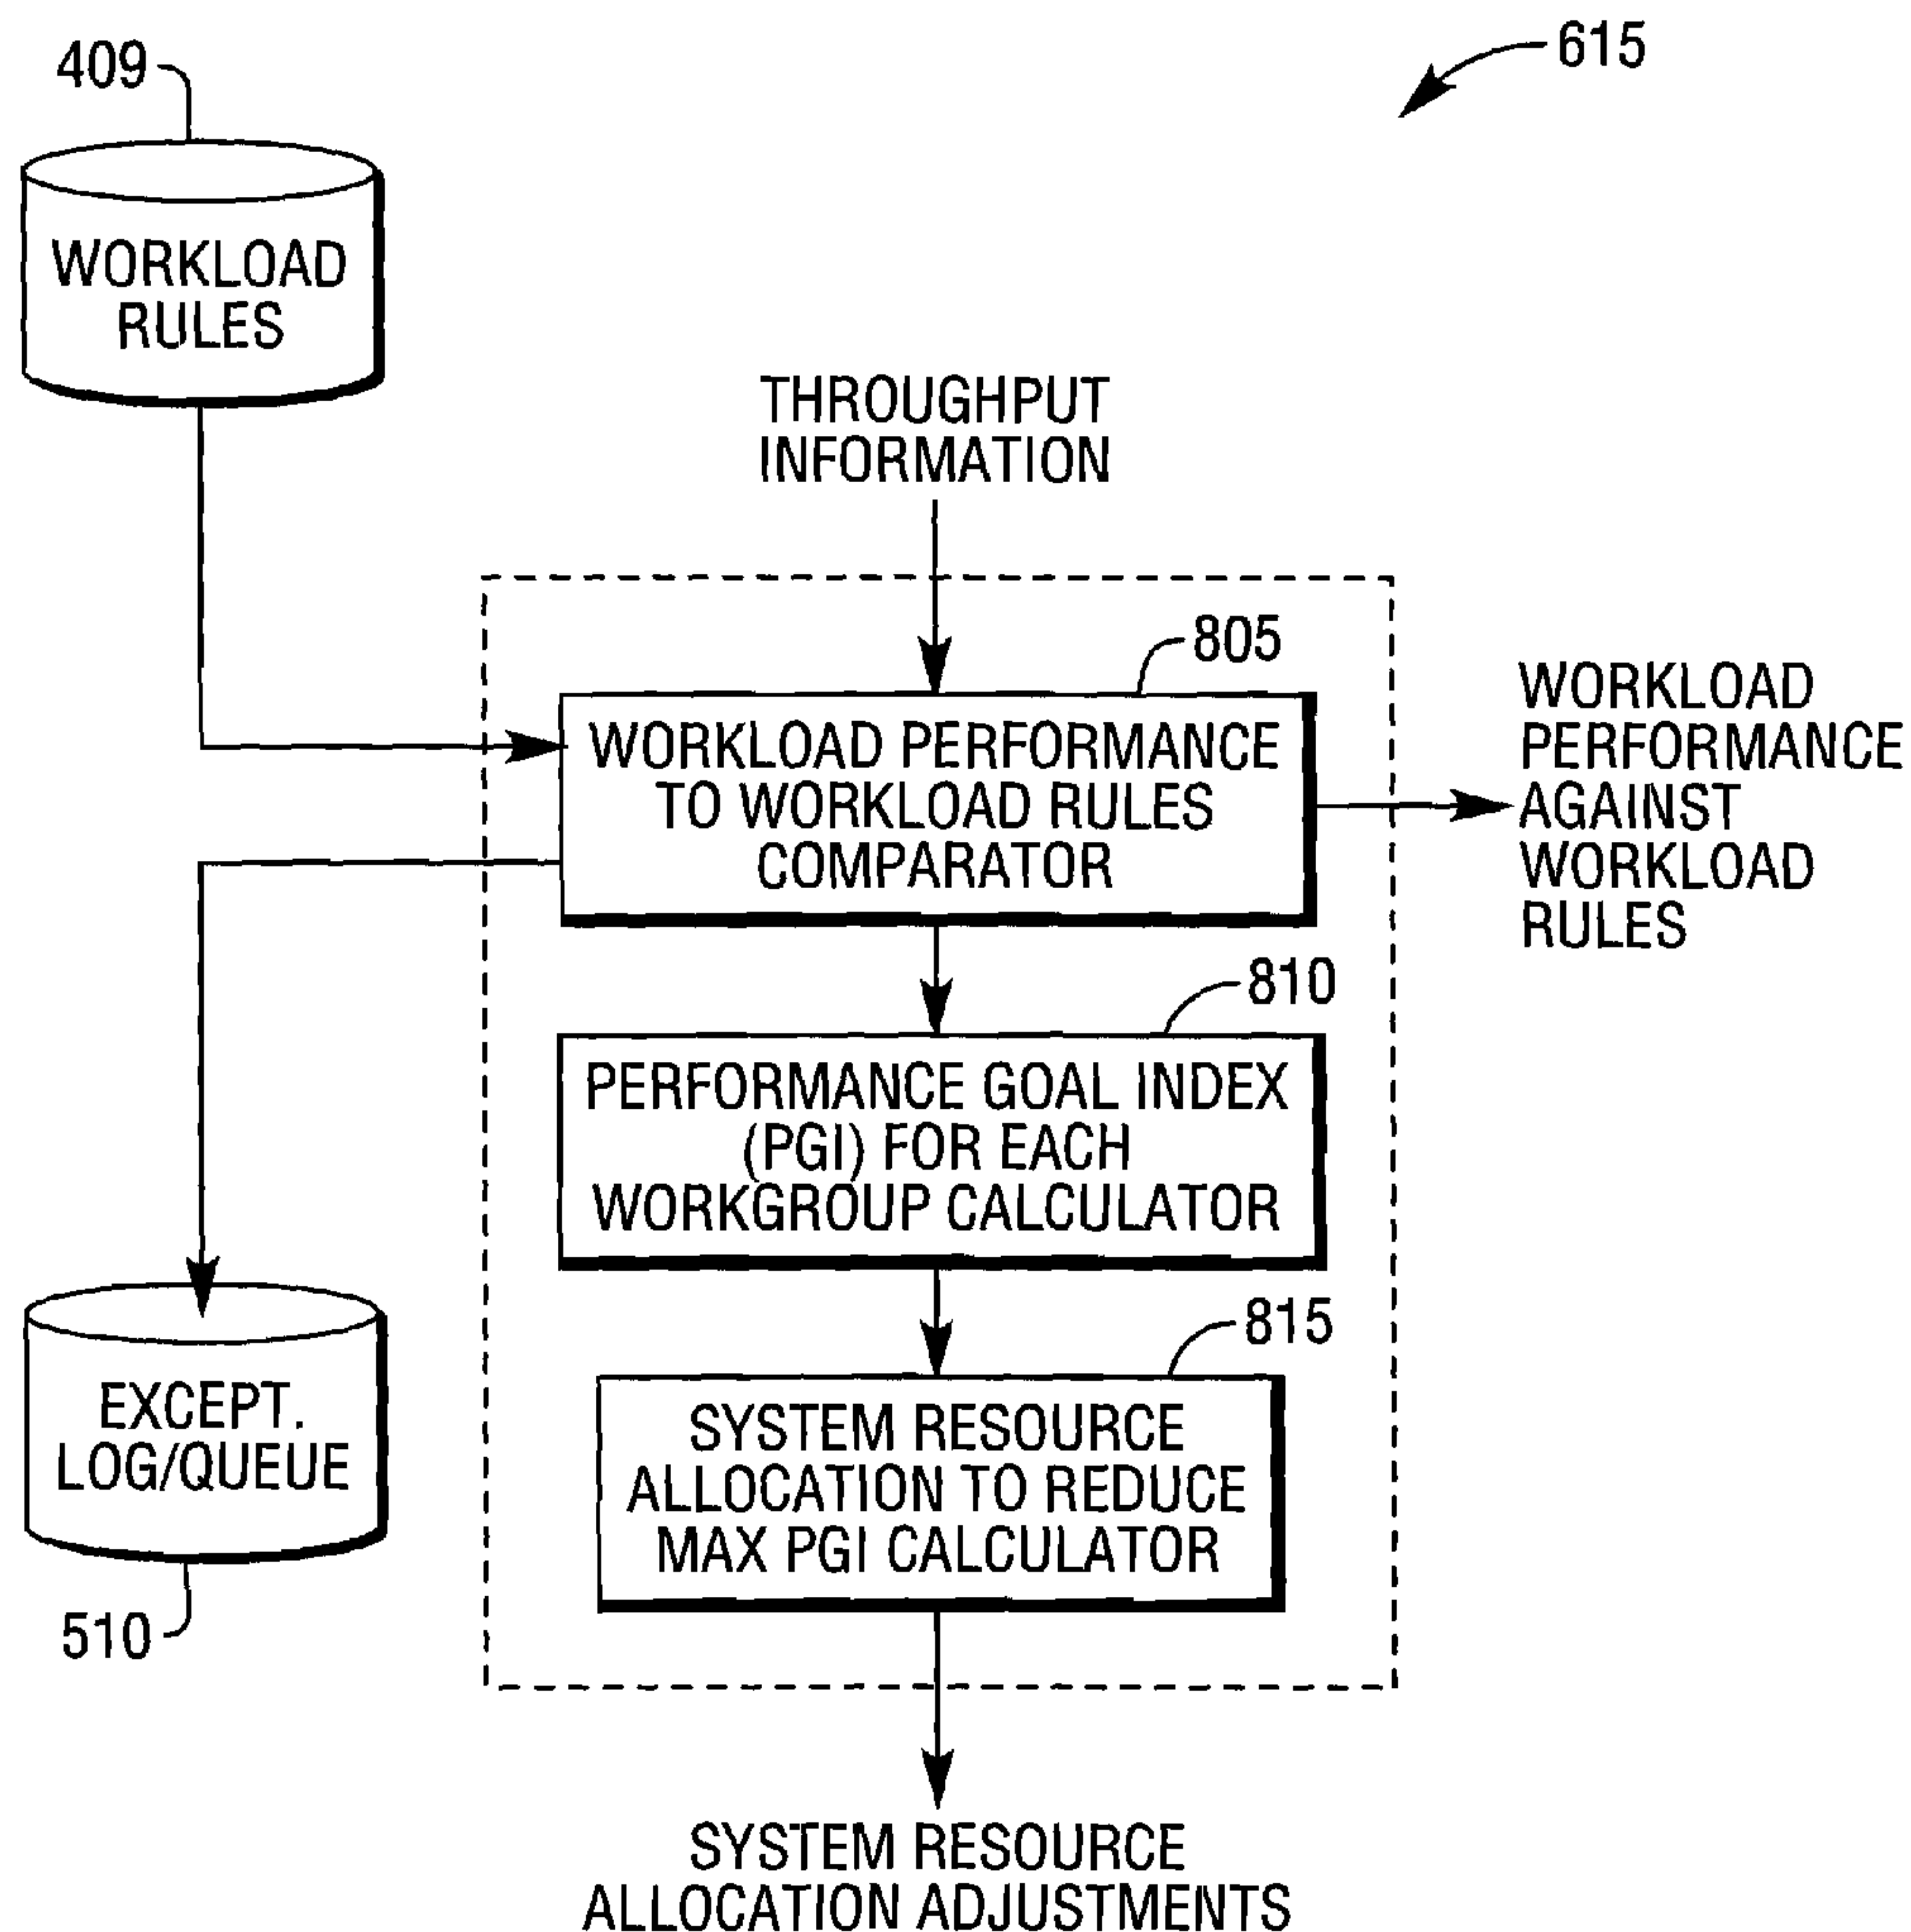 615
409
WORKLOAD
RULES
THROUGHPUT
INFORMATION
805
WORKLOAD PERFORMANCE
TO WORKLOAD RULES
COMPARATOR
WORKLOAD
PERFORMANCE
AGAINST
WORKLOAD
RULES
810
PERFORMANCE GOAL INDEX
(PGI) FOR EACH
WORKGROUP CALCULATOR
815
SYSTEM RESOURCE
ALLOCATION TO REDUCE
MAX PGI CALCULATOR
EXCEPT.
LOG/QUEUE
510
SYSTEM RESOURCE
ALLOCATION ADJUSTMENTS